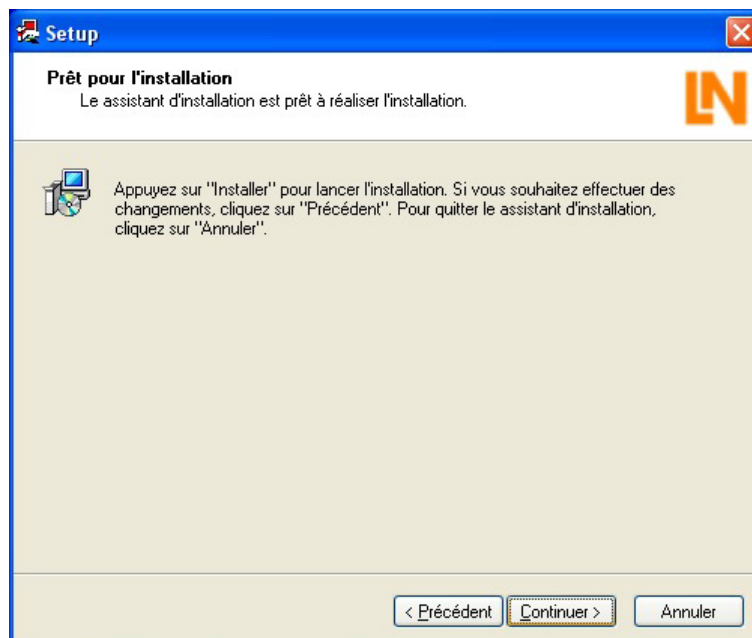 Setup
Prêt pour l'installation
Le assistant d'installation est prêt à réaliser l'installation.
LN
Appuyez sur "Installer" pour lancer l'installation. Si vous souhaitez effectuer des
changements, cliquez sur "Précédent". Pour quitter le assistant d'installation,
cliquez sur "Annuler".
< Précédent
Continuer >
Annuler